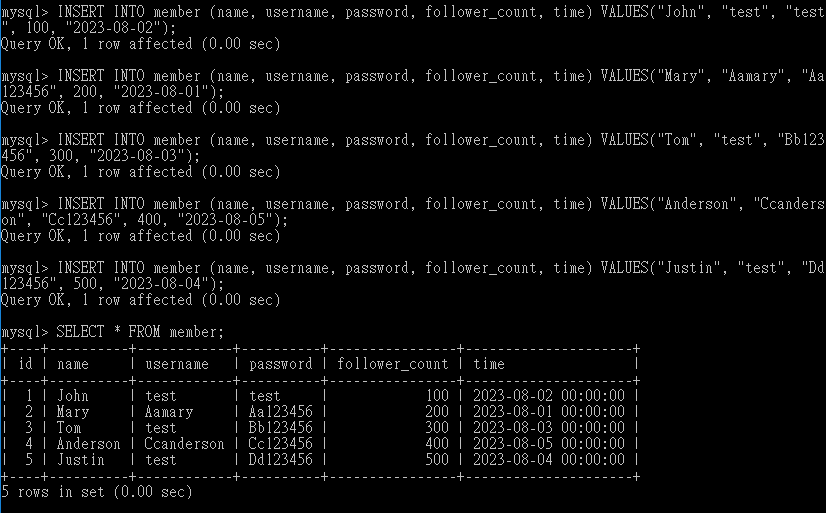 mysql> INSERT INTO member (name, username, password, follower_count, time) VALUES("John", "test", "test
", 100, "2023-08-02");
Query OK, 1 row affected (0.00 sec)
mysql> INSERT INTO member (name, username, password, follower_count, time) VALUES("Mary", "Aamary", "Aa
123456", 200, "2023-08-01");
Query OK, 1 row affected (0.00 sec)
mysql> INSERT INTO member (name, username, password, follower_count, time) VALUES("Tom", "test", "Bb123
456", 300, "2023-08-03");
Query OK, 1 row affected (0.00 sec)
mysql> INSERT INTO member (name, username, password, follower_count, time) VALUES("Anderson", "Ccanders
on", "Cc123456", 400, "2023-08-05");
Query OK, 1 row affected (0.00 sec)
mysql> INSERT INTO member (name, username, password, follower_count, time) VALUES("Justin", "test", "Dd
123456", 500, "2023-08-04");
Query OK, 1 row affected (0.00 sec)
mysql> SELECT * FROM member;
+----+----------+------------+----------+----------------+---------------------+
| id | name     | username   | password | follower_count | time                |
+----+----------+------------+----------+----------------+---------------------+
|  1 | John     | test       | test     |            100 | 2023-08-02 00:00:00 |
|  2 | Mary     | Aamary     | Aa123456 |            200 | 2023-08-01 00:00:00 |
|  3 | Tom      | test       | Bb123456 |            300 | 2023-08-03 00:00:00 |
|  4 | Anderson | Ccanderson | Cc123456 |            400 | 2023-08-05 00:00:00 |
|  5 | Justin   | test       | Dd123456 |            500 | 2023-08-04 00:00:00 |
+----+----------+------------+----------+----------------+---------------------+
5 rows in set (0.00 sec)